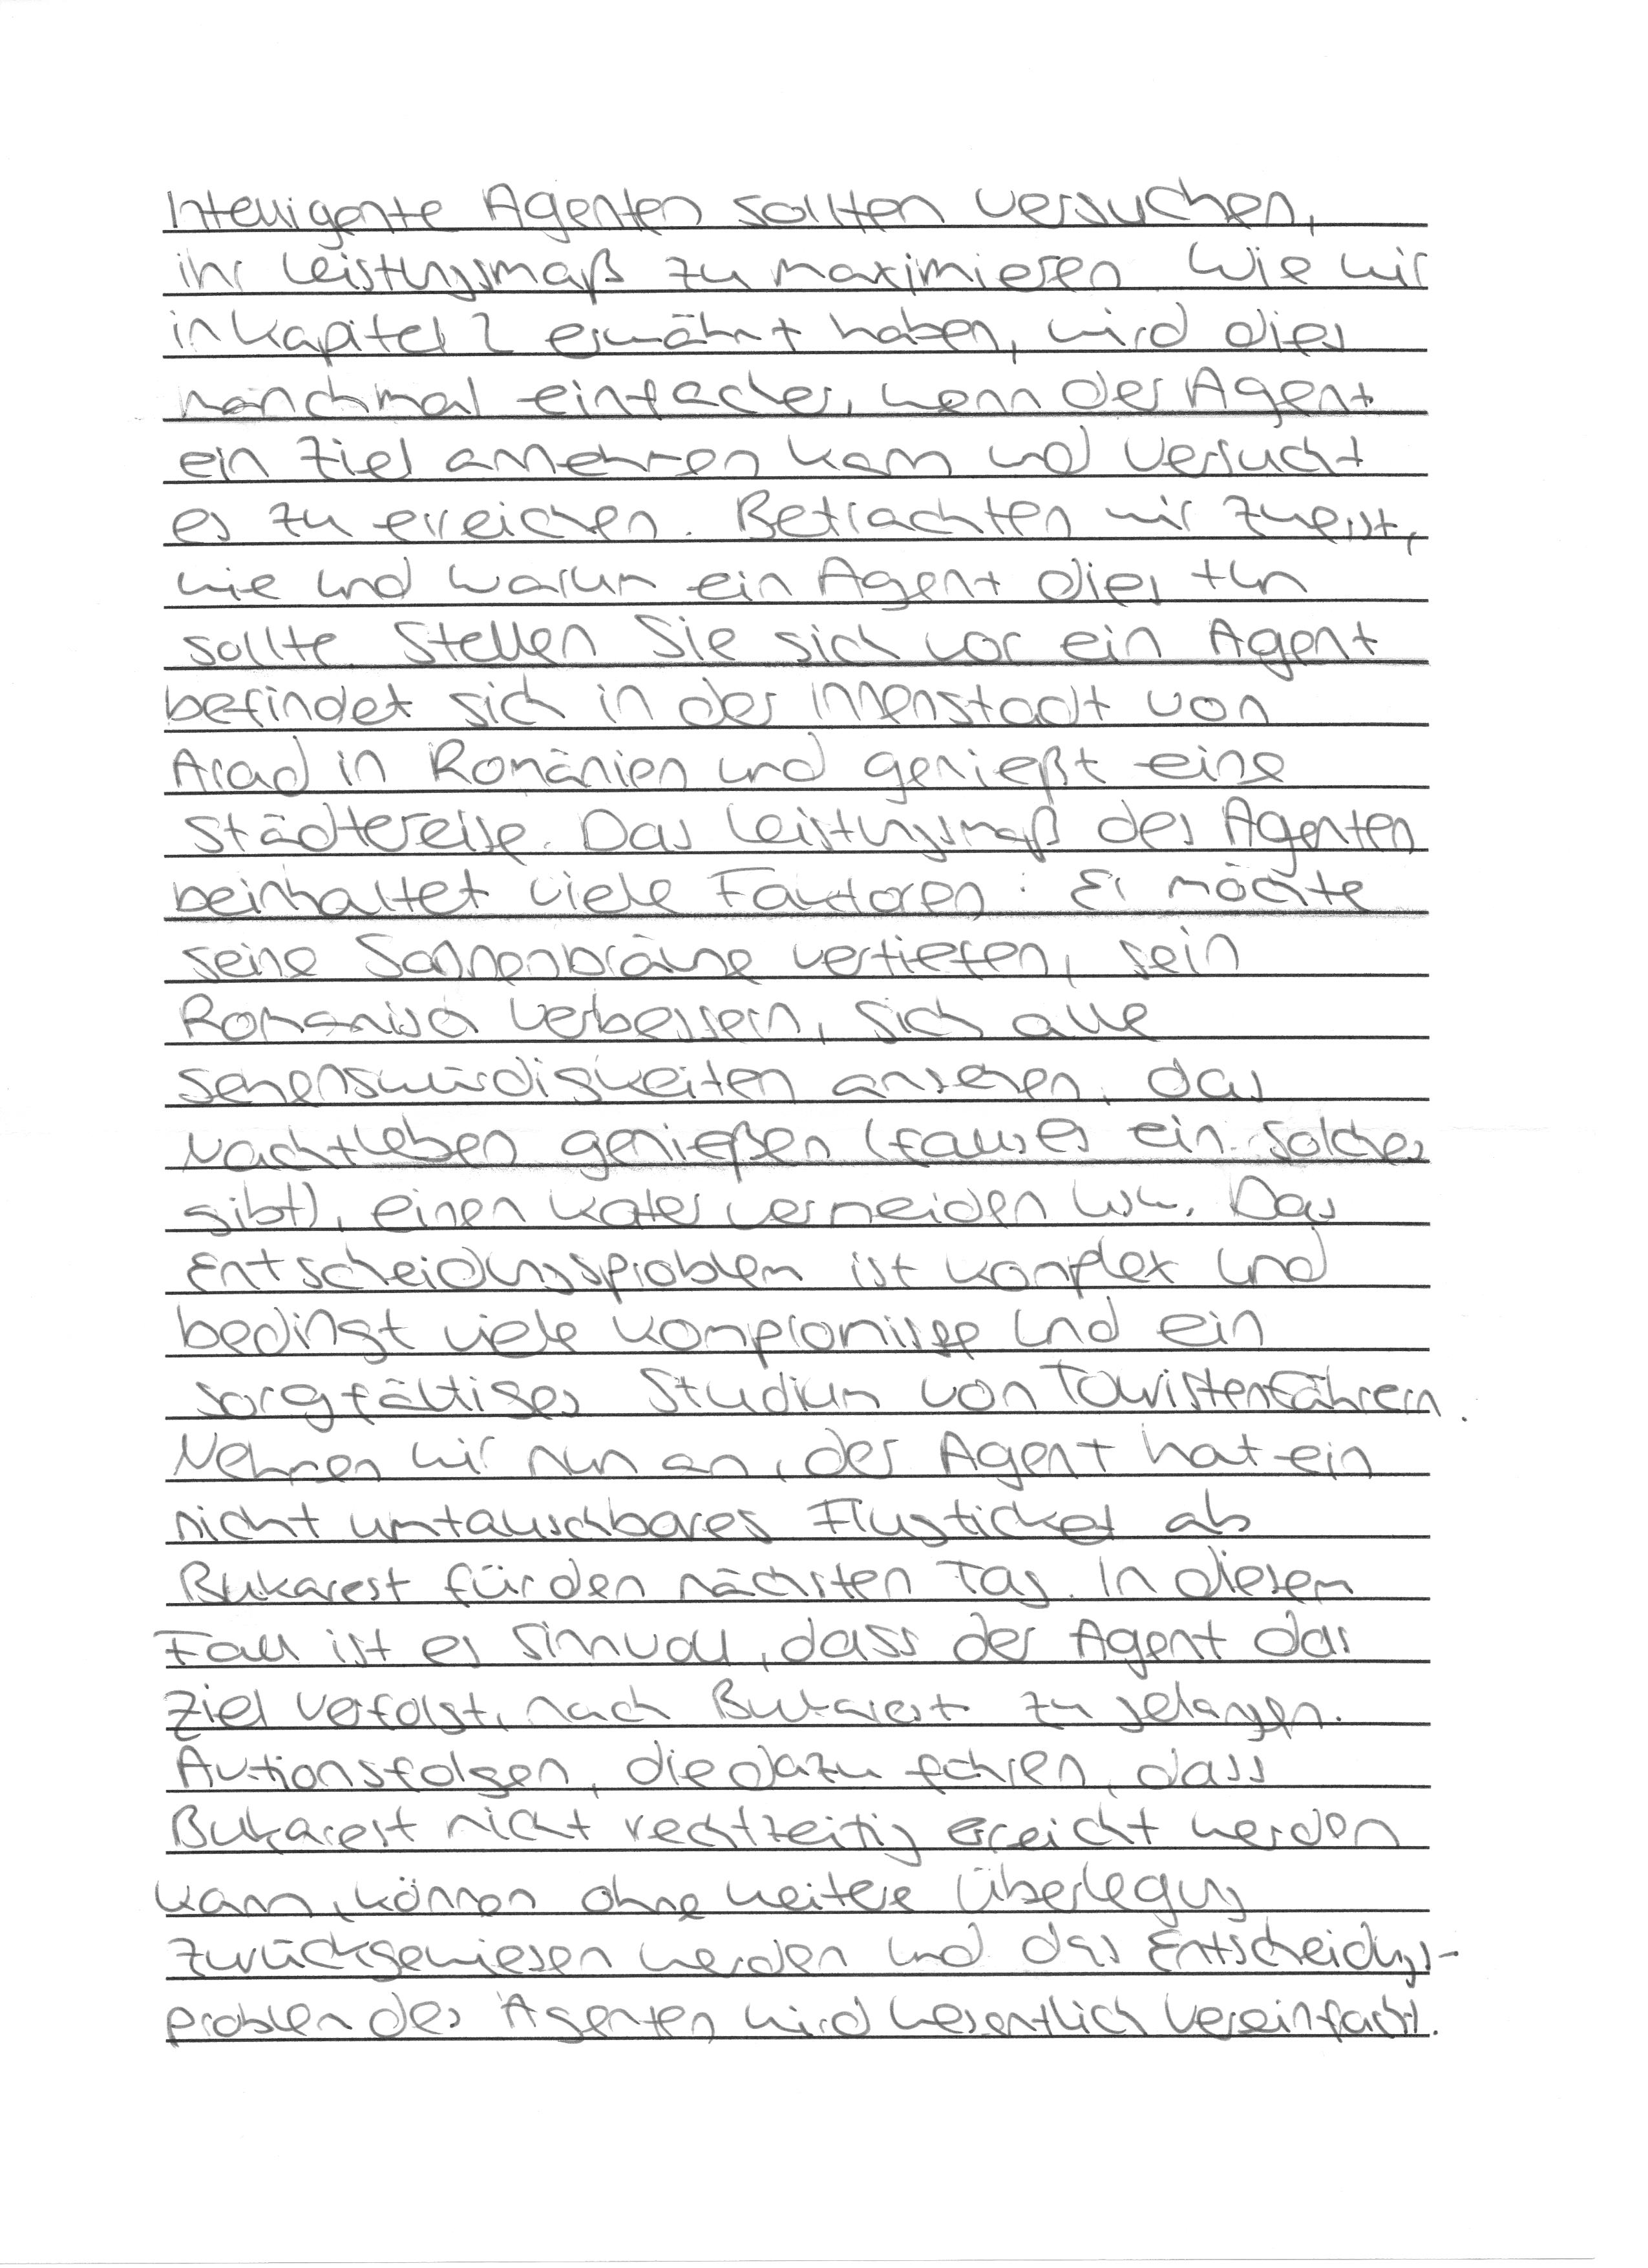 Intelligente Agenten sollten versuchen,
ihr Leistungsmaß zu maximieren. Wie wir
in Kapitel 2 erwähnt haben, wird dies
manchmal einfacher, wenn der Agent
ein Ziel annehmen kann und versucht
es zu erreichen. Betrachten wir zuerst,
wie und warum ein Agent dies tun
sollte. Stellen Sie sich vor ein Agent
befindet sich in der Innenstadt von
Arad in Romänien und genießt eine
Städtereise. Das Leistungsmaß des Agenten
beinhaltet viele Faktoren: Er möchte
seine Sonnenbräune vertiefen, sein
Romanisch verbessern, sich alle
Sehenswürdigkeiten ansehen, das
Nachtleben genießen (falls es ein solches
gibt), einen Kater vermeiden usw. Das
Entscheidungsproblem ist komplex und
bedingt viele Kompromisse und ein
sorgfältiges Studium von Touristenführern.
Nehmen wir nun an, der Agent hat ein
nicht umtauschbares Flugticket ab
Bukarest für den nächsten Tag. In diesem
Fall ist es sinnvoll, dass der Agent das
Ziel verfolgt, nach Bukarest zu gelangen.
Aktionsfolgen, die dazu führen, dass
Bukarest nicht rechtzeitig erreicht werden
kann, können ohne weitere Überlegung
zurückgewiesen werden und das Entscheidungs-
problem des Agenten wird wesentlich vereinfacht.